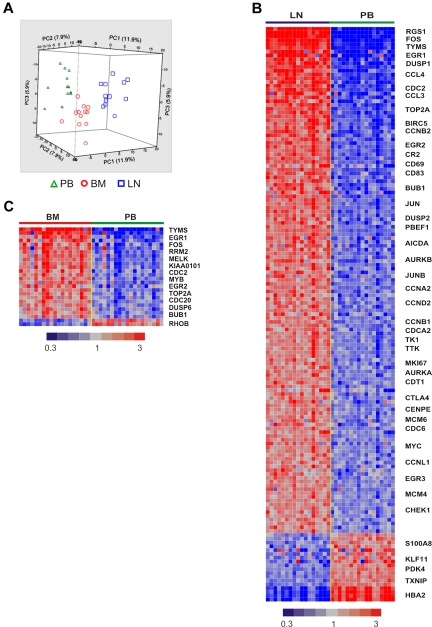 A
PC2 (7.9%)
PC1 (11.9%)
PC3 (5.9%)
PC3 (5.9%)
PC2 (7.9%)
PC1 (11.9%)
PB BM LN
B
LN PB
RGS1
FOS
TYMS
EGR1
DUSP1
CCL4
CDC2
CCL3
TOP2A
BIRC5
CCNB2
EGR2
CR2
CD69
CD83
BUB1
JUN
DUSP2
PBEF1
AICDA
AURKB
JUNB
CCNA2
CCND2
CCNB1
CDCA2
TK1
TTK
MKI67
AURKA
CDT1
CTLA4
CENPE
MCM6
CDC6
MYC
CCNL1
EGR3
MCM4
CHEK1
S100A8
KLF11
PDK4
TXNIP
HBA2
0.3 1 3
C
BM PB
TYMS
EGR1
FOS
RRM2
MELK
KIAA0101
CDC2
MYB
EGR2
TOP2A
CDC20
DUSP6
BUB1
RHOB
0.3 1 3